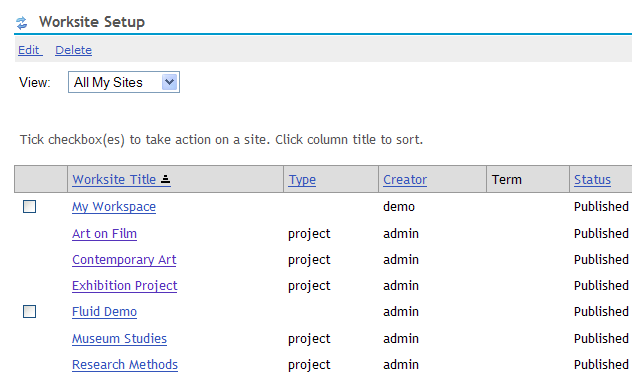 Worksite Setup
Edit Delete
View: All My Sites
Tick checkbox(es) to take action on a site. Click column title to sort.
Worksite Title Type Creator Term Status
My Workspace demo Published
Art on Film project admin Published
Contemporary Art project admin Published
Exhibition Project project admin Published
Fluid Demo admin Published
Museum Studies project admin Published
Research Methods project admin Published